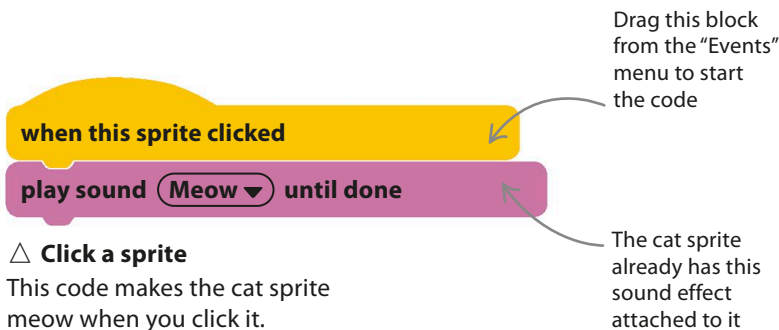 Drag this block
from the “Events”
menu to start
the code
when this sprite clicked
play sound Meow until done
△ Click a sprite
This code makes the cat sprite
meow when you click it.
The cat sprite
already has this
sound effect
attached to it